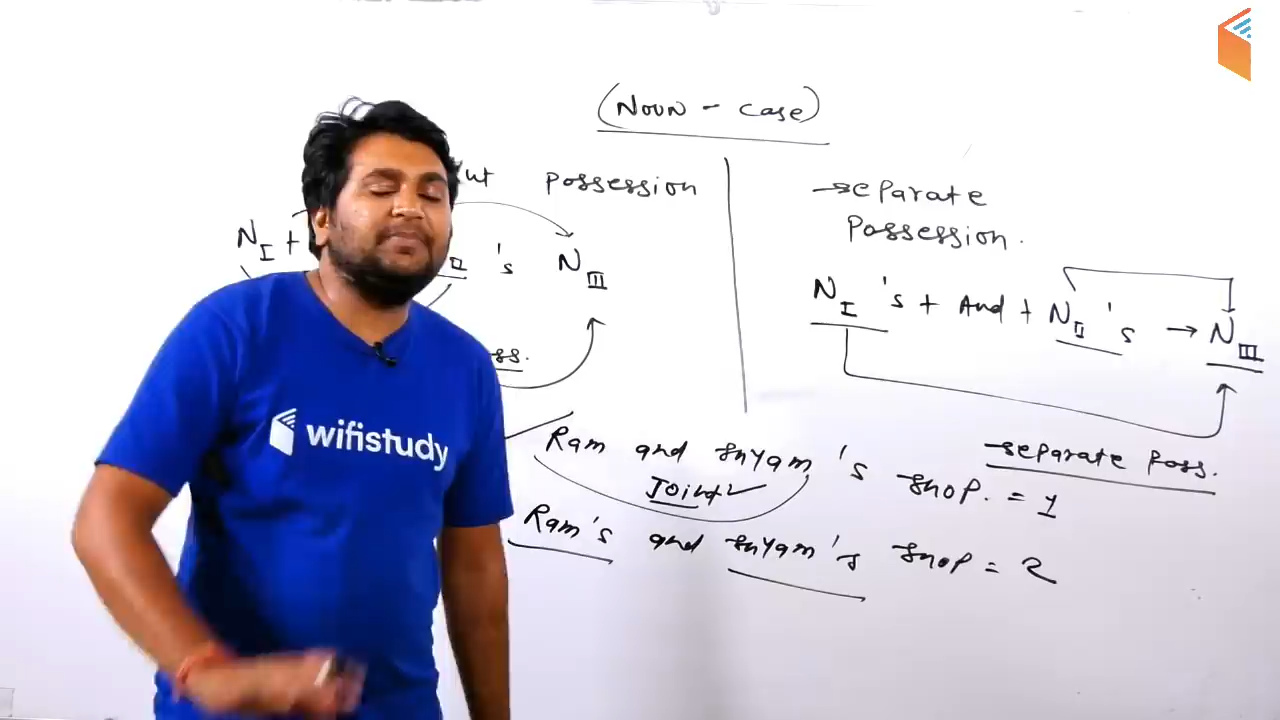 (Noun - case)
Possession
N I +
II 's N III
ss.
separate
Possession.
N I 's + And + N II 's → N III
separate Poss.
Ram and shyam's shop. = 1
Joint ✓
Ram's and shyam's shop = 2
wifistudy